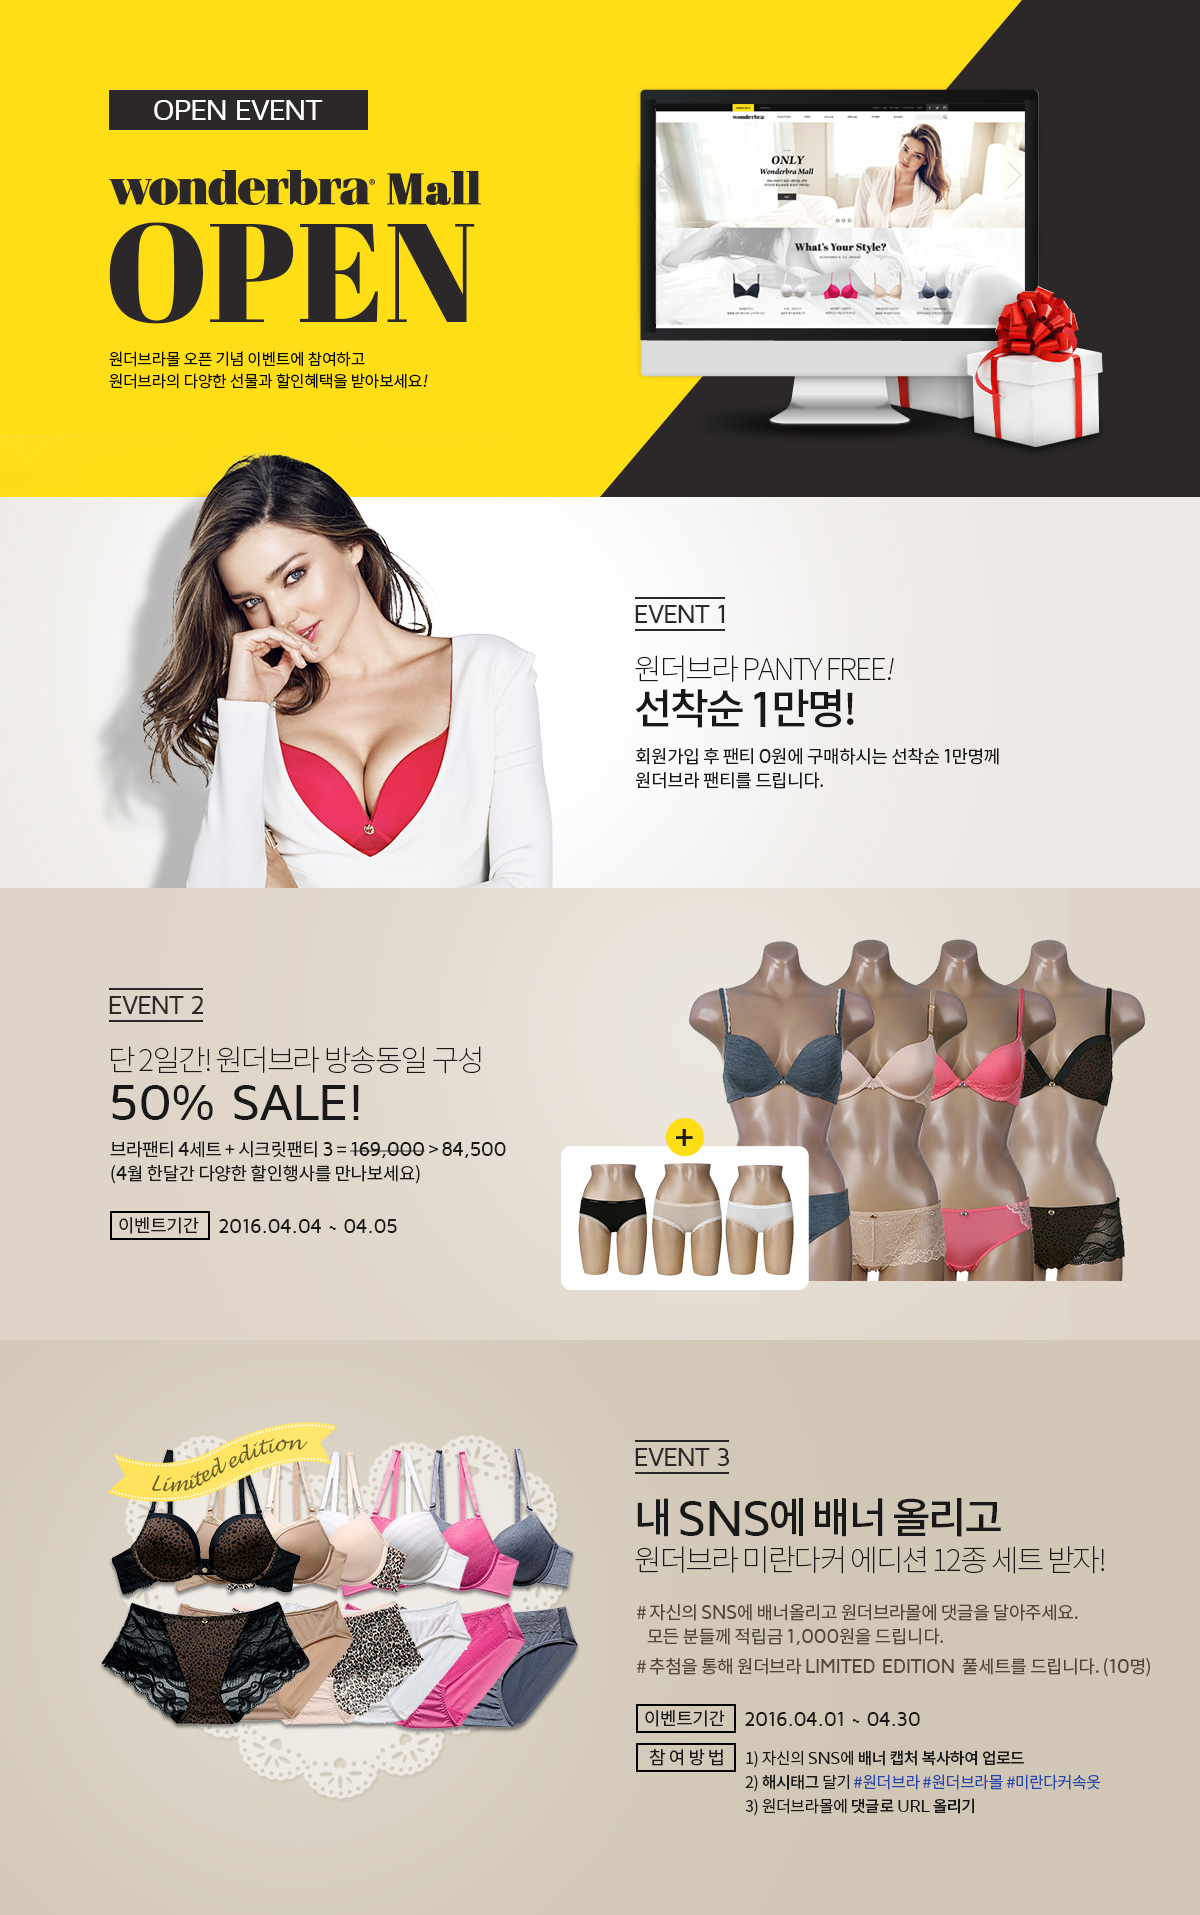 OPEN EVENT
wonderbra® Mall
OPEN
원더브라몰 오픈 기념 이벤트에 참여하고
원더브라의 다양한 선물과 할인혜택을 받아보세요!
wonderbra
ONLY
Wonderbra Mall
What's Your Style?
EVENT 1
원더브라 PANTY FREE!
선착순 1만명!
회원가입 후 팬티 0원에 구매하시는 선착순 1만명께
원더브라 팬티를 드립니다.
EVENT 2
단 2일간! 원더브라 방송동일 구성
50% SALE!
브라팬티 4세트 + 시크릿팬티 3 = 169,000 > 84,500
(4월 한달간 다양한 할인행사를 만나보세요)
이벤트기간 2016.04.04 ~ 04.05
+
Limited edition
EVENT 3
내 SNS에 배너 올리고
원더브라 미란다커 에디션 12종 세트 받자!
# 자신의 SNS에 배너올리고 원더브라몰에 댓글을 달아주세요.
모든 분들께 적립금 1,000원을 드립니다.
# 추첨을 통해 원더브라 LIMITED EDITION 풀세트를 드립니다. (10명)
이벤트기간 2016.04.01 ~ 04.30
참여방법 1) 자신의 SNS에 배너 캡처 복사하여 업로드
2) 해시태그 달기 #원더브라 #원더브라몰 #미란다커속옷
3) 원더브라몰에 댓글로 URL 올리기